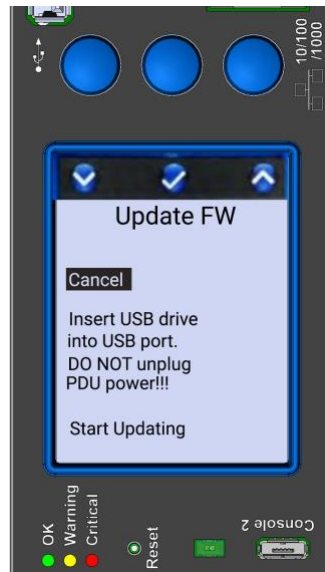 10/100
/1000
Update FW
Cancel
Insert USB drive
into USB port.
DO NOT unplug
PDU power!!!
Start Updating
OK
Warning
Critical
Reset
Console 2